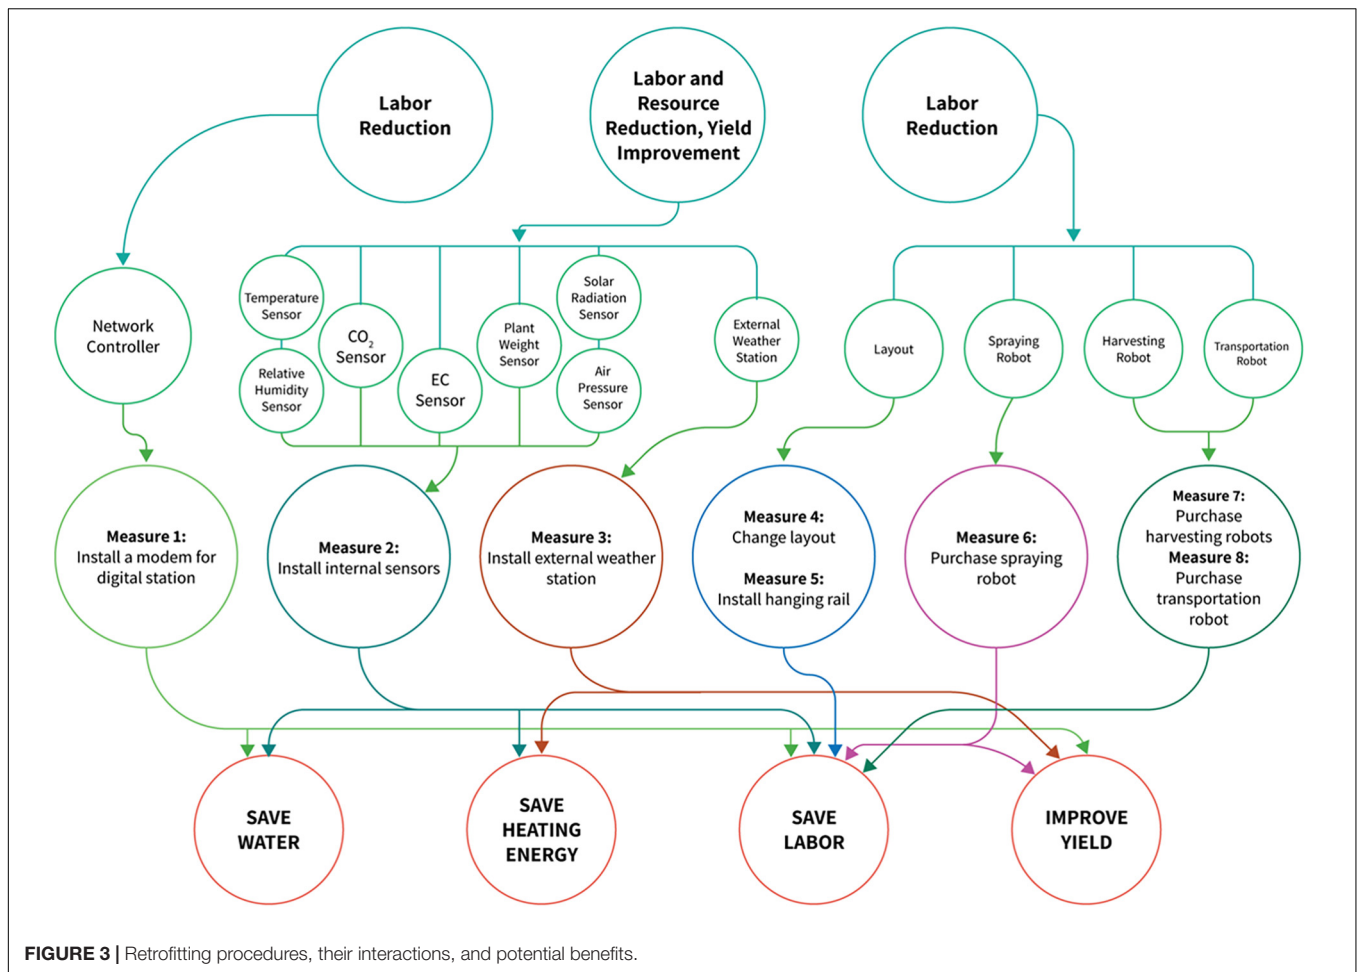 Labor
Reduction
Labor and
Resource
Reduction, Yield
Improvement
Labor
Reduction
Network
Controller
Temperature
Sensor
Relative
Humidity
Sensor
CO₂
Sensor
EC
Sensor
Plant
Weight
Sensor
Solar
Radiation
Sensor
Air
Pressure
Sensor
External
Weather
Station
Layout
Spraying
Robot
Harvesting
Robot
Transportation
Robot
Measure 1:
Install a modem for
digital station
Measure 2:
Install internal sensors
Measure 3:
Install external weather
station
Measure 4:
Change layout
Measure 5:
Install hanging rail
Measure 6:
Purchase spraying
robot
Measure 7:
Purchase
harvesting robots
Measure 8:
Purchase
transportation
robot
SAVE
WATER
SAVE
HEATING
ENERGY
SAVE
LABOR
IMPROVE
YIELD
FIGURE 3 | Retrofitting procedures, their interactions, and potential benefits.